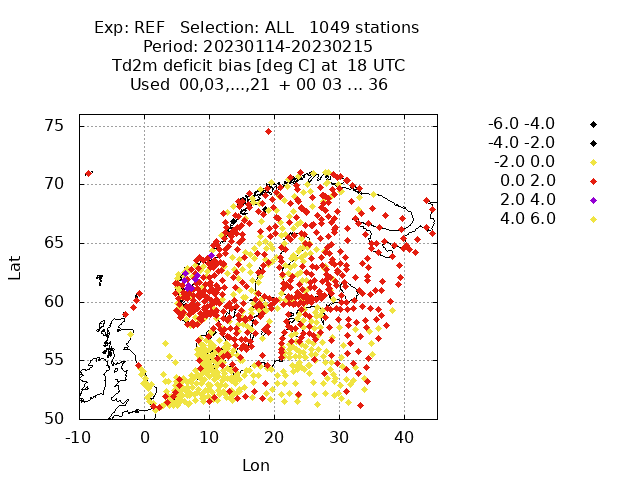 Exp: REF   Selection: ALL   1049 stations
Period: 20230114-20230215
Td2m deficit bias [deg C] at  18 UTC
Used  00,03,...,21  + 00 03 ... 36
-6.0 -4.0
-4.0 -2.0
-2.0 0.0
0.0 2.0
2.0 4.0
4.0 6.0
75
70
65
60
55
50
Lat
-10 0 10 20 30 40
Lon